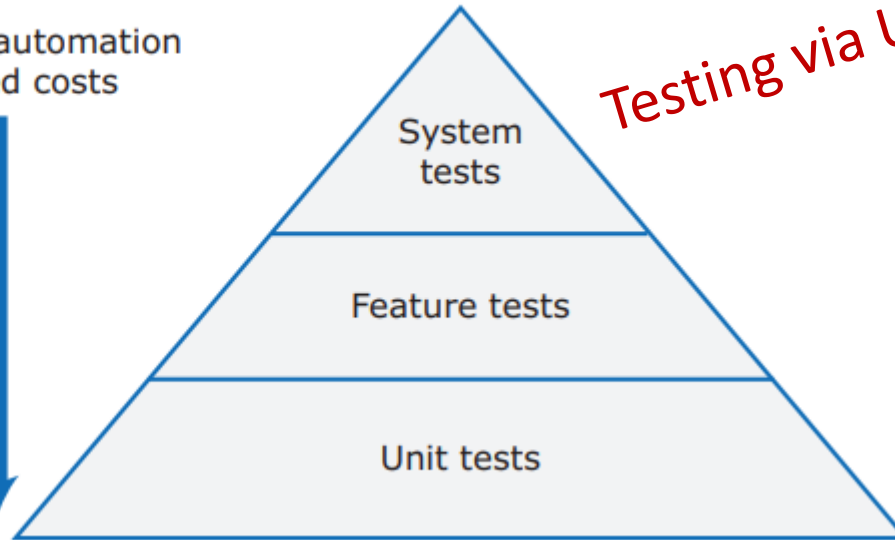 automation
costs
Testing via
System
tests
Feature tests
Unit tests